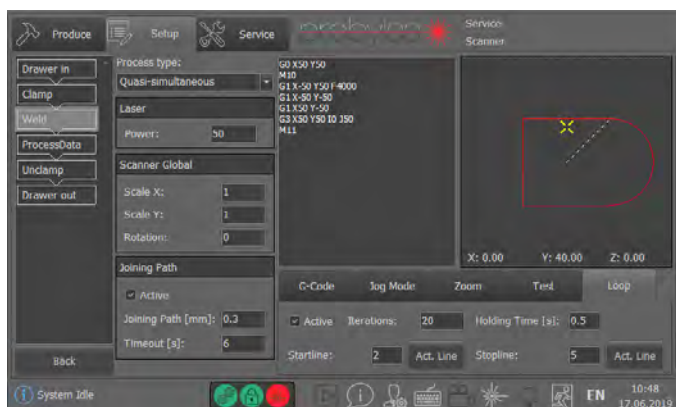 Produce
Setup
Service
Service
Scanner
Drawer in
Clamp
Weld
ProcessData
Unclamp
Drawer out
Back
Process type:
Quasi-simultaneous
Laser
Power: 50
Scanner Global
Scale X: 1
Scale Y: 1
Rotation: 0
Joining Path
Active
Joining Path [mm]: 0.3
Timeout [s]: 6
G0 X50 Y50
M10
G1 X-50 Y50 F4000
G1 X-50 Y-50
G1 X50 Y-50
G3 X50 Y50 I0 J50
M11
X: 0.00 Y: 40.00 Z: 0.00
G-Code Jog Mode Zoom Test Loop
Active Iterations: 20 Holding Time [s]: 0.5
Startline: 2 Act. Line Stopline: 5 Act. Line
System Idle
EN
10:48
17.06.2019